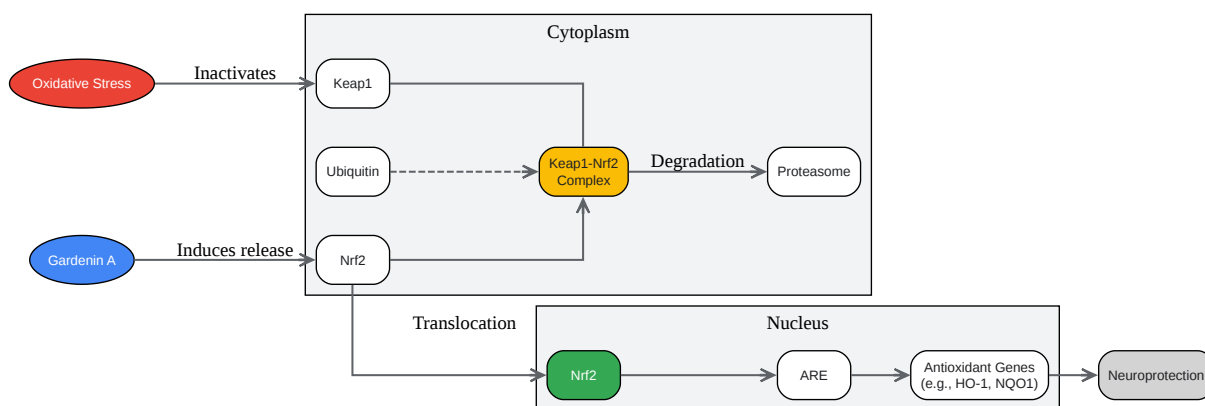 Cytoplasm
Oxidative Stress
Inactivates
Keap1
Ubiquitin
Keap1-Nrf2
Complex
Degradation
Proteasome
Gardenin A
Induces release
Nrf2
Translocation
Nucleus
Nrf2
ARE
Antioxidant Genes
(e.g., HO-1, NQO1)
Neuroprotection